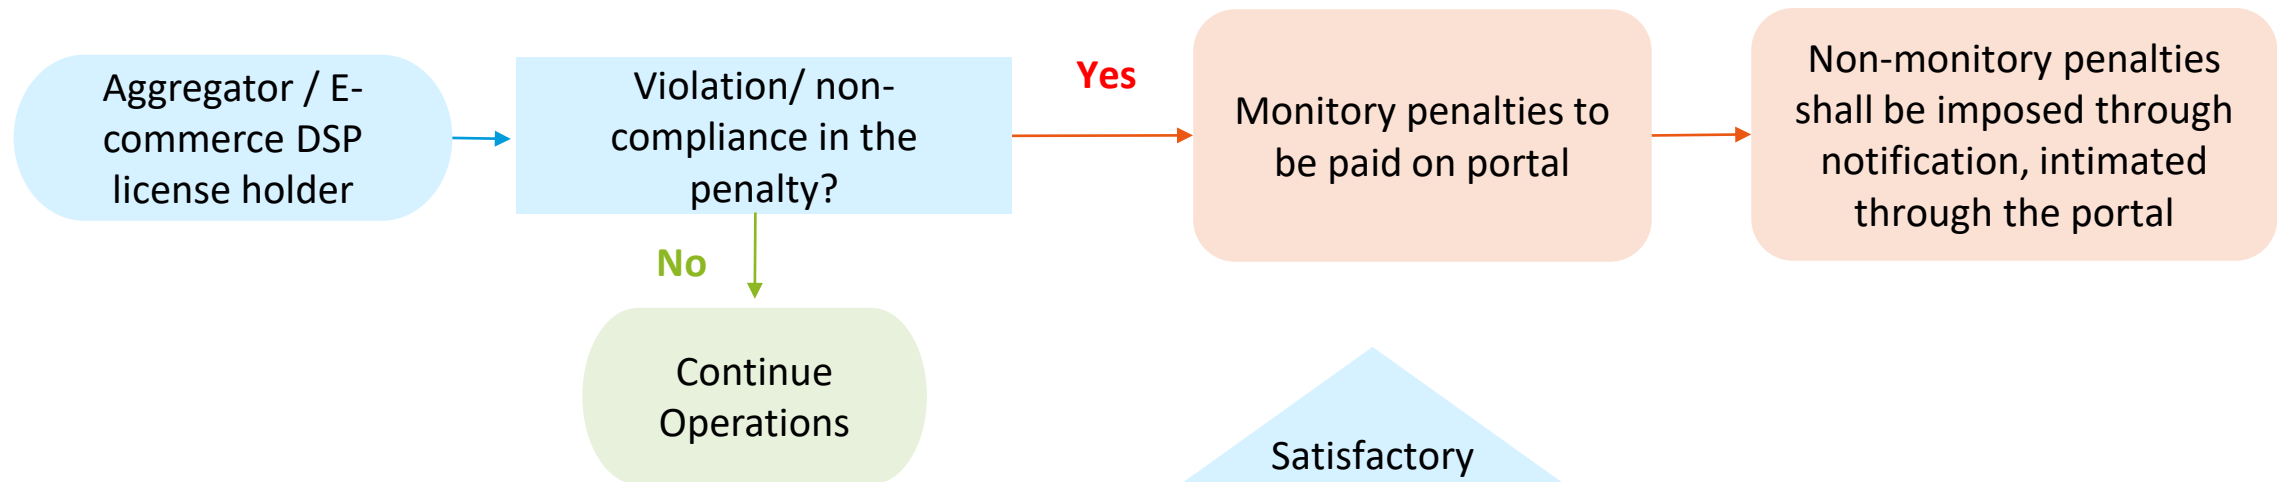 Aggregator / E-
commerce DSP
license holder
Violation/ non-
compliance in the
penalty?
Yes
Monitory penalties to
be paid on portal
Non-monitory penalties
shall be imposed through
notification, intimated
through the portal
No
Continue
Operations
Satisfactory